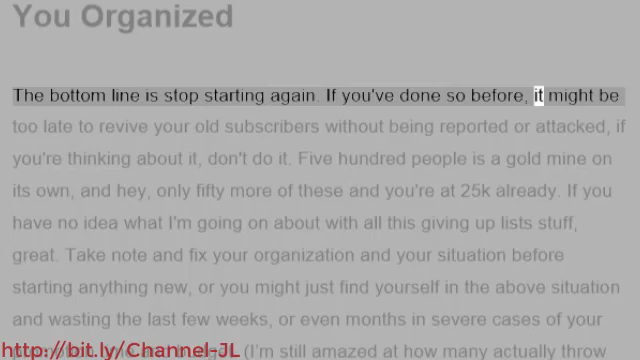 You Organized
The bottom line is stop starting again. If you've done so before, it might be
too late to revive your old subscribers without being reported or attacked, if
you're thinking about it, don't do it. Five hundred people is a gold mine on
its own, and hey, only fifty more of these and you're at 25k already. If you
have no idea what I'm going on about with all this giving up lists stuff,
great. Take note and fix your organization and your situation before
starting anything new, or you might just find yourself in the above situation
and wasting the last few weeks, or even months in severe cases of your
http://bit.ly/Channel-JL (I'm still amazed at how many actually throw